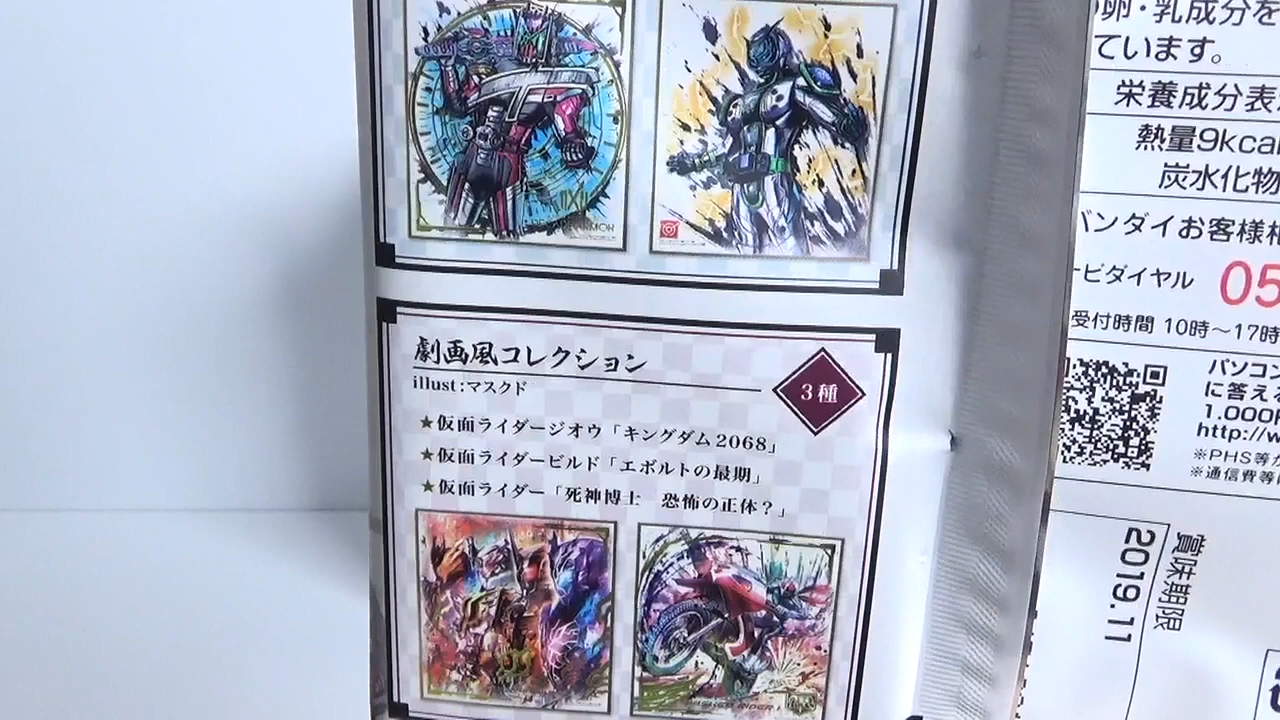 劇画風コレクション
illust:マスクド
3種
★仮面ライダージオウ「キングダム2068」
★仮面ライダービルド「エボルトの最期」
★仮面ライダー「死神博士 恐怖の正体?」
卵・乳成分を
ています。
栄養成分表
熱量9kcal
炭水化物
バンダイお客様相
ビダイヤル 05
受付時間 10時〜17時
パソコン
に答え
1,000
http://w
※PHS等か
※通信費等
賞味期限
2019.11